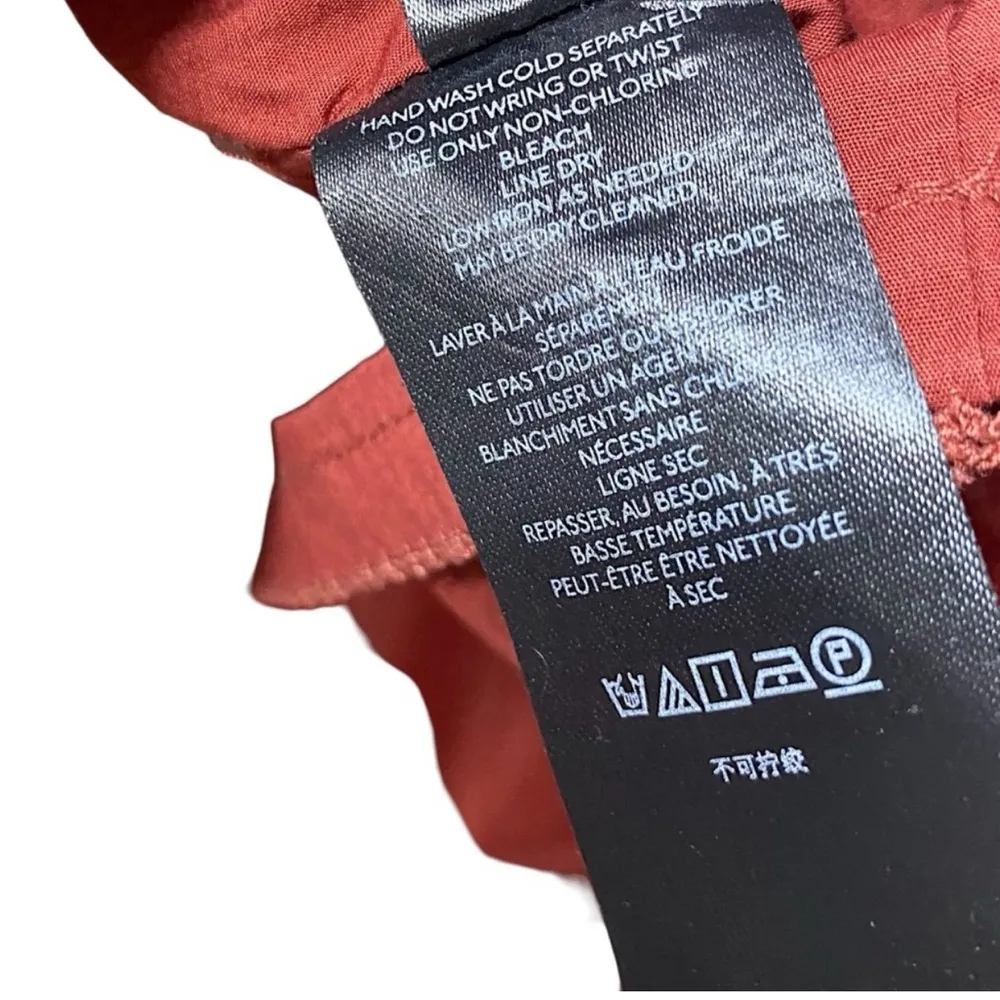 HAND WASH COLD SEPARATELY
DO NOT WRING OR TWIST
USE ONLY NON-CHLORINE
BLEACH
LINE DRY
LOW IRON AS NEEDED
MAY BE DRY CLEANED
LAVER À LA MAIN À L'EAU FROIDE
SÉPARÉMENT
NE PAS TORDRE OU ESSORER
UTILISER UN AGENT
BLANCHIMENT SANS CHLORE SI
NÉCESSAIRE
LIGNE SEC
REPASSER, AU BESOIN, À TRÉS
BASSE TEMPÉRATURE
PEUT-ÊTRE ÊTRE NETTOYÉE
À SEC
P
不可拧绞